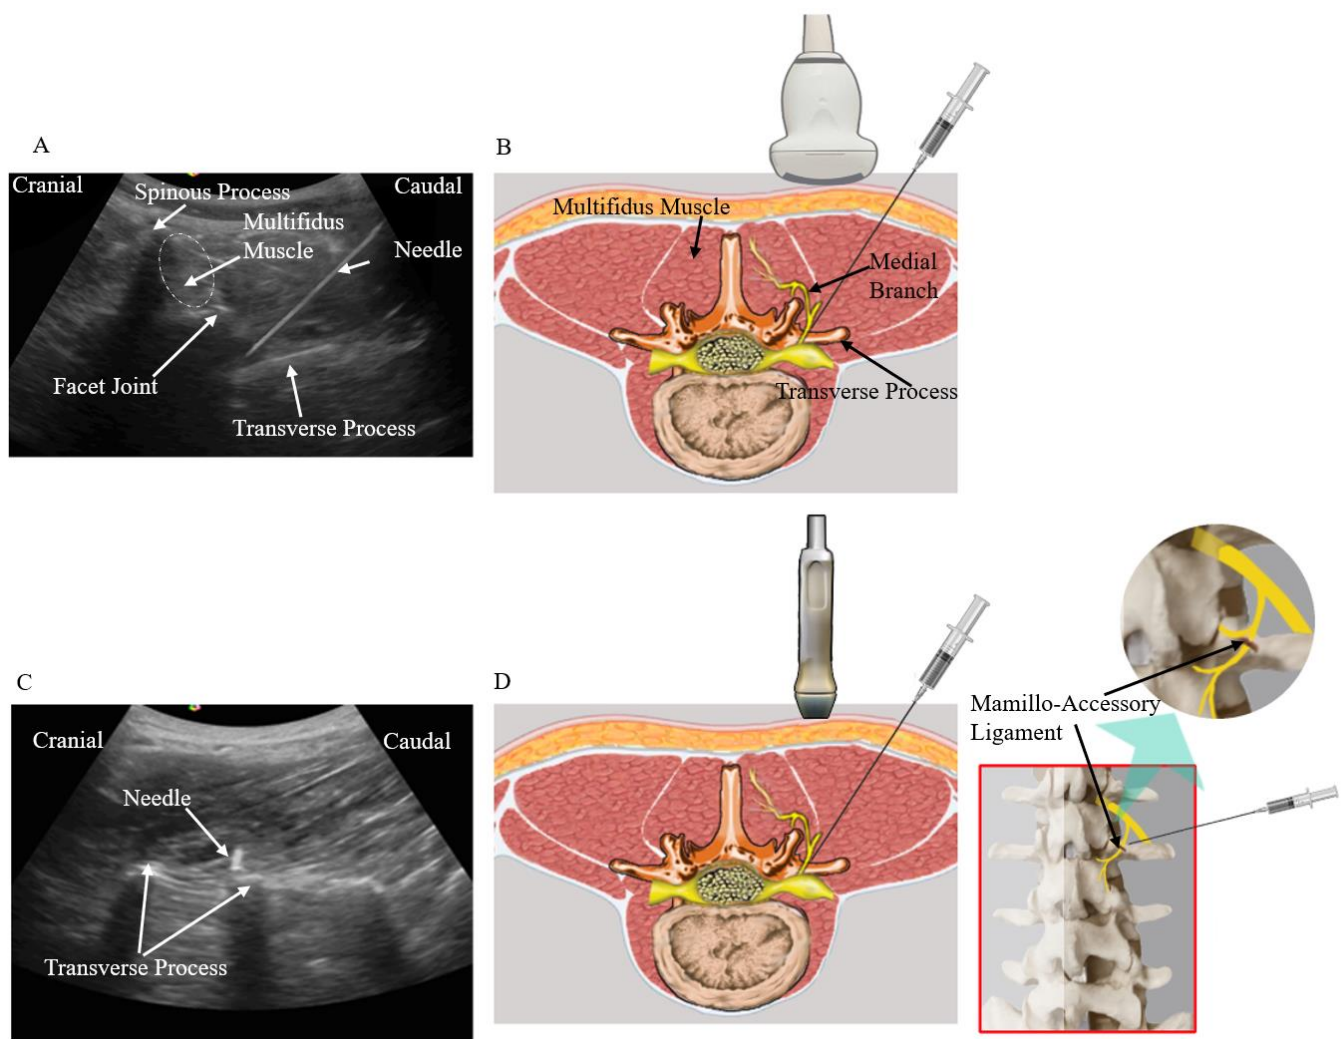 A
Cranial
Spinous Process
Caudal
Multifidus
Muscle
Needle
Facet Joint
Transverse Process
B
Multifidus Muscle
Medial
Branch
Transverse Process
C
Cranial
Caudal
Needle
Transverse Process
D
Mamillo-Accessory
Ligament